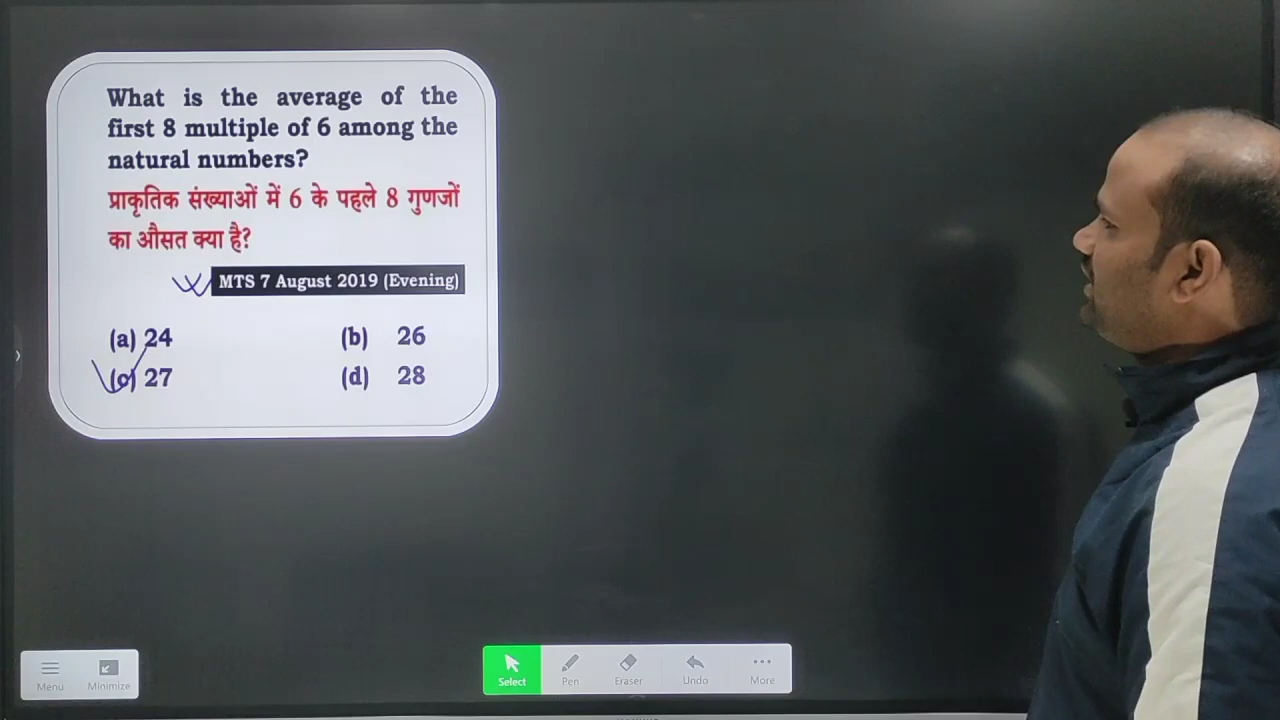 What is the average of the
first 8 multiple of 6 among the
natural numbers?
प्राकृतिक संख्याओं में 6 के पहले 8 गुणजों
का औसत क्या है?
MTS 7 August 2019 (Evening)
(a) 24 (b) 26
(c) 27 (d) 28
Menu Minimize Select Pen Eraser Undo More